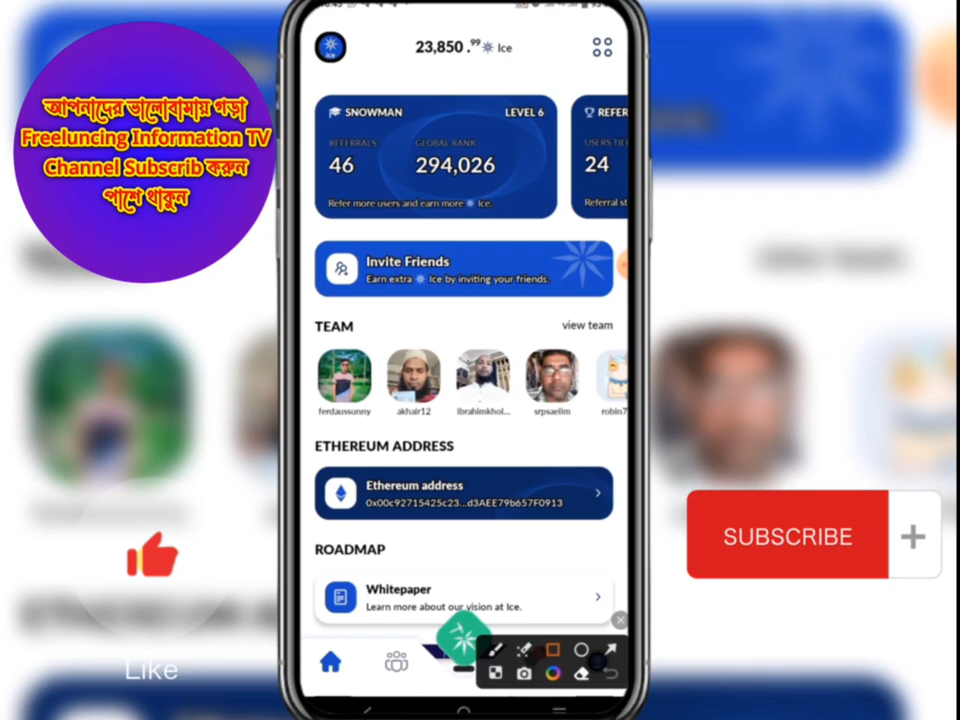 আপনাদের ভালোবাসায় গড়া
Freeluncing Information TV
Channel Subscrib করুন
পাশে থাকুন
23,850 .99 Ice
SNOWMAN LEVEL 6
REFERRALS GLOBAL RANK
46 294,026
Refer more users and earn more Ice.
24
Invite Friends
Earn extra Ice by inviting your friends.
TEAM view team
ferdaussunny akhair12 ibrahimkhol... srpsaelim robin7
ETHEREUM ADDRESS
Ethereum address
0x00c92715425c23...d3AEE79b657F0913
ROADMAP
Whitepaper
Learn more about our vision at Ice.
SUBSCRIBE +
Like